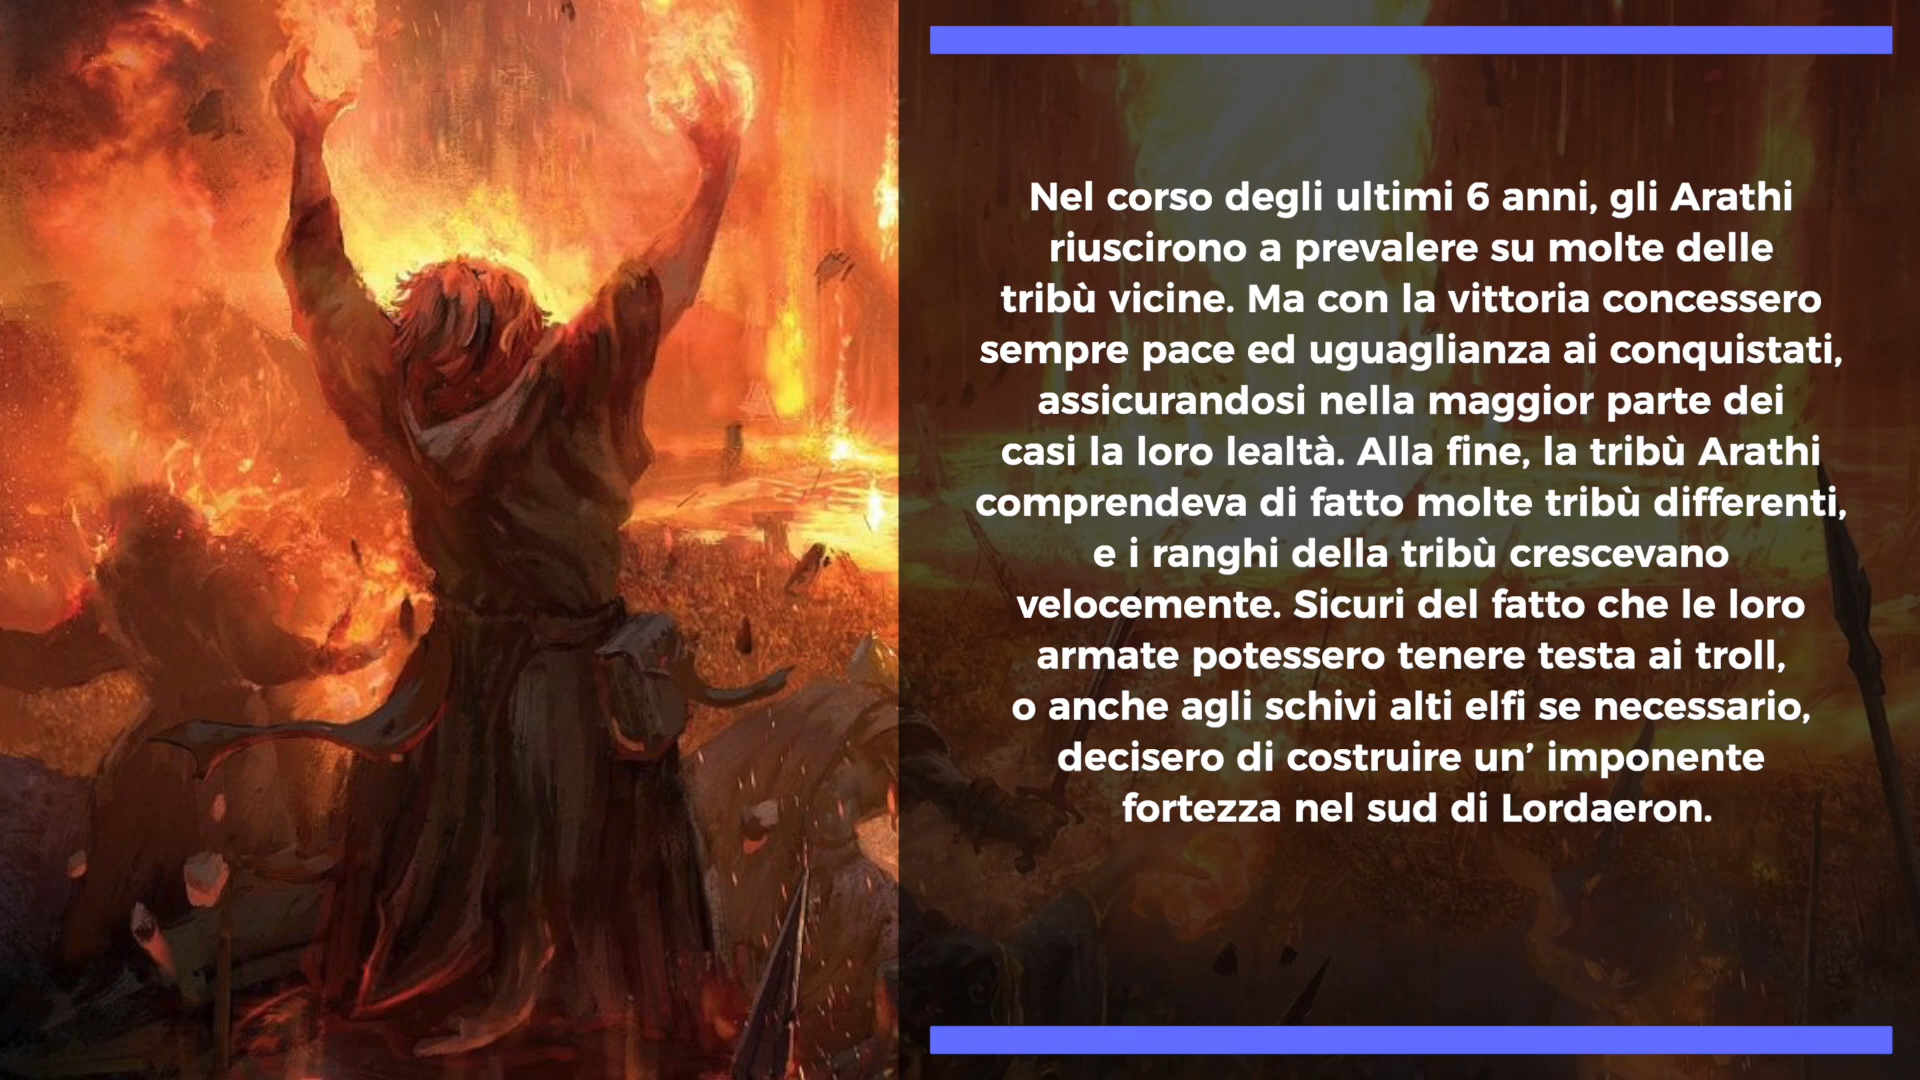 Nel corso degli ultimi 6 anni, gli Arathi
riuscirono a prevalere su molte delle
tribù vicine. Ma con la vittoria concessero
sempre pace ed uguaglianza ai conquistati,
assicurandosi nella maggior parte dei
casi la loro lealtà. Alla fine, la tribù Arathi
comprendeva di fatto molte tribù differenti,
e i ranghi della tribù crescevano
velocemente. Sicuri del fatto che le loro
armate potessero tenere testa ai troll,
o anche agli schivi alti elfi se necessario,
decisero di costruire un’ imponente
fortezza nel sud di Lordaeron.